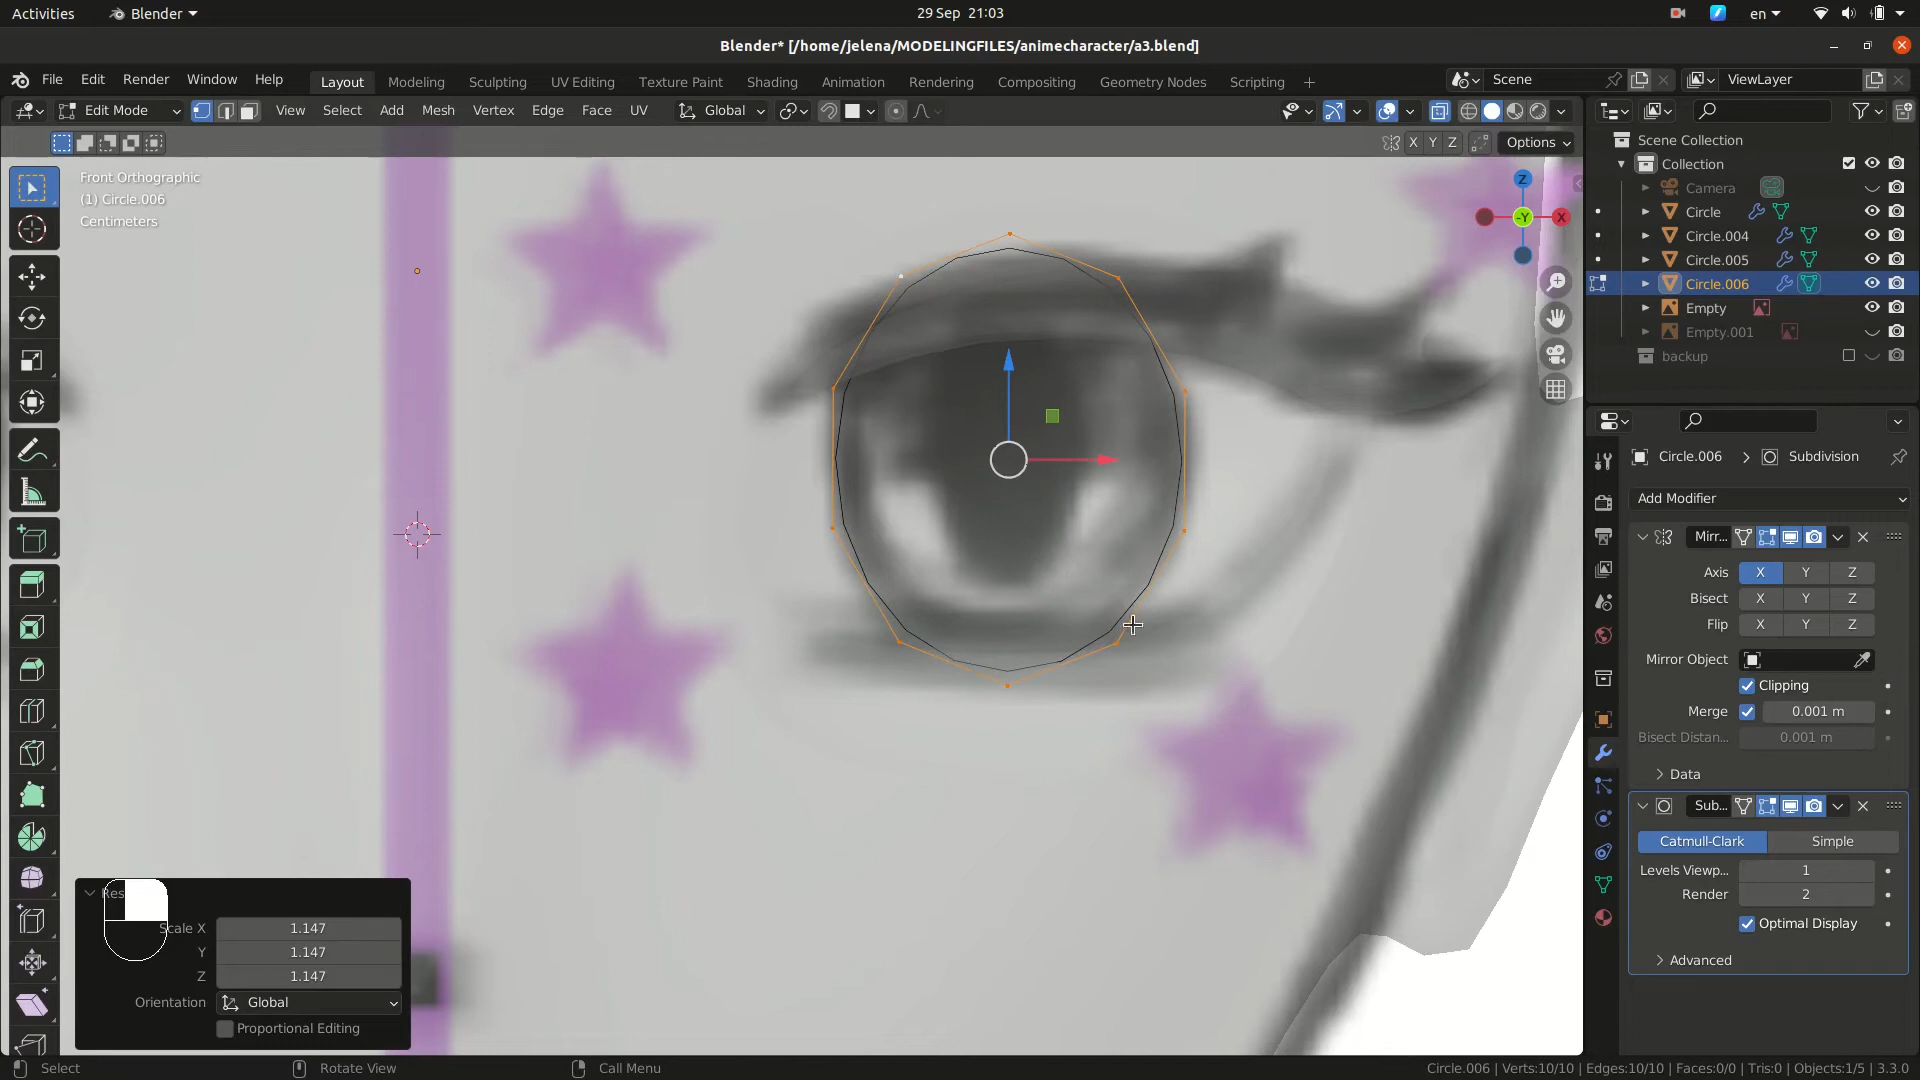 Activities
Blender
29 Sep 21:03
en
Blender* [/home/jelena/MODELINGFILES/animecharacter/a3.blend]
File Edit Render Window Help
Layout Modeling Sculpting UV Editing Texture Paint Shading Animation Rendering Compositing Geometry Nodes Scripting +
Scene
ViewLayer
Edit Mode
View Select Add Mesh Vertex Edge Face UV
Global
X Y Z
Options
Front Orthographic
(1) Circle.006
Centimeters
Z
-Y
X
Scene Collection
Collection
Camera
Circle
Circle.004
Circle.005
Circle.006
Empty
Empty.001
backup
Circle.006 > Subdivision
Add Modifier
Mirr...
Axis X Y Z
Bisect X Y Z
Flip X Y Z
Mirror Object
Clipping
Merge 0.001 m
Bisect Distan... 0.001 m
Data
Sub...
Catmull-Clark Simple
Levels Viewp... 1
Render 2
Optimal Display
Advanced
Res
Scale X 1.147
Y 1.147
Z 1.147
Orientation Global
Proportional Editing
Select
Rotate View
Call Menu
Circle.006 | Verts:10/10 | Edges:10/10 | Faces:0/0 | Tris:0 | Objects:1/5 | 3.3.0